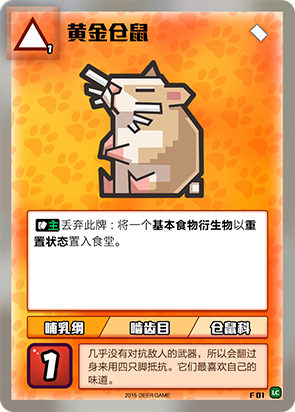 1
黄金仓鼠
主丢弃此牌：将一个基本食物衍生物以重
置状态置入食堂。
哺乳纲 啮齿目 仓鼠科
1
几乎没有对抗敌人的武器，所以会翻过
身来用四只脚抵抗。它们最喜欢自己的
味道。
2015 DEER GAME
F 01 LC